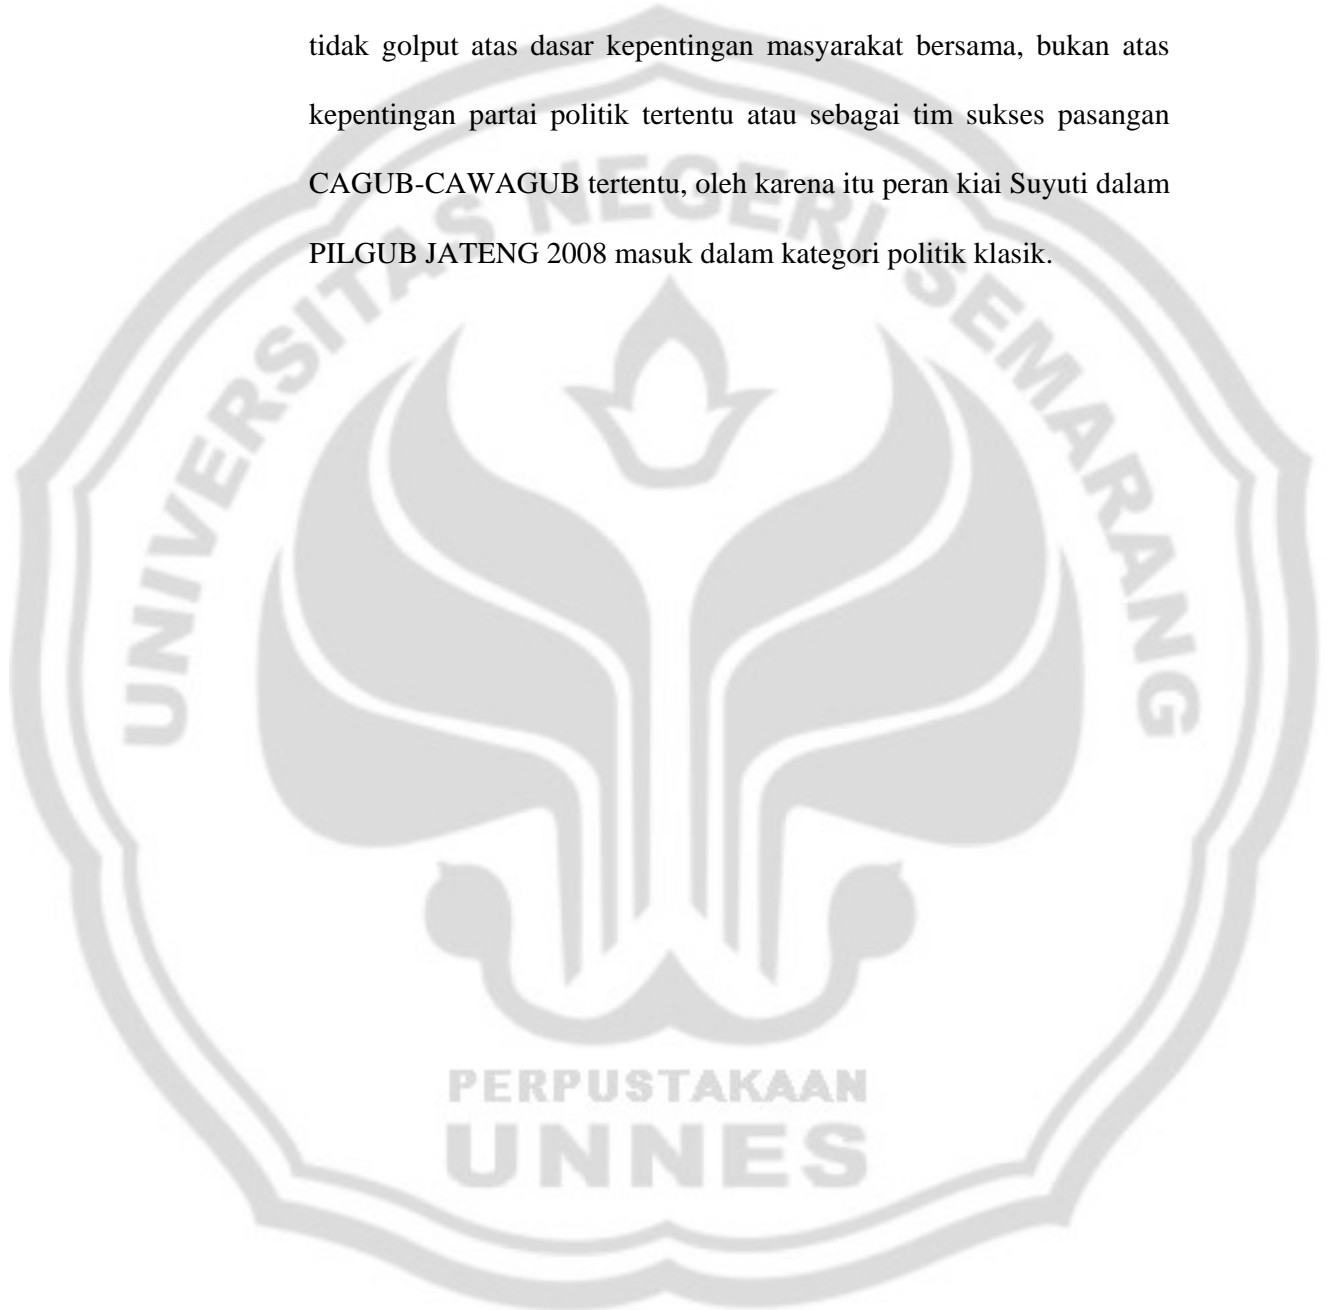 tidak golput atas dasar kepentingan masyarakat bersama, bukan atas
kepentingan partai politik tertentu atau sebagai tim sukses pasangan
CAGUB-CAWAGUB tertentu, oleh karena itu peran kiai Suyuti dalam
PILGUB JATENG 2008 masuk dalam kategori politik klasik.
UNIVERSITAS NEGERI SEMARANG
PERPUSTAKAAN
UNNES